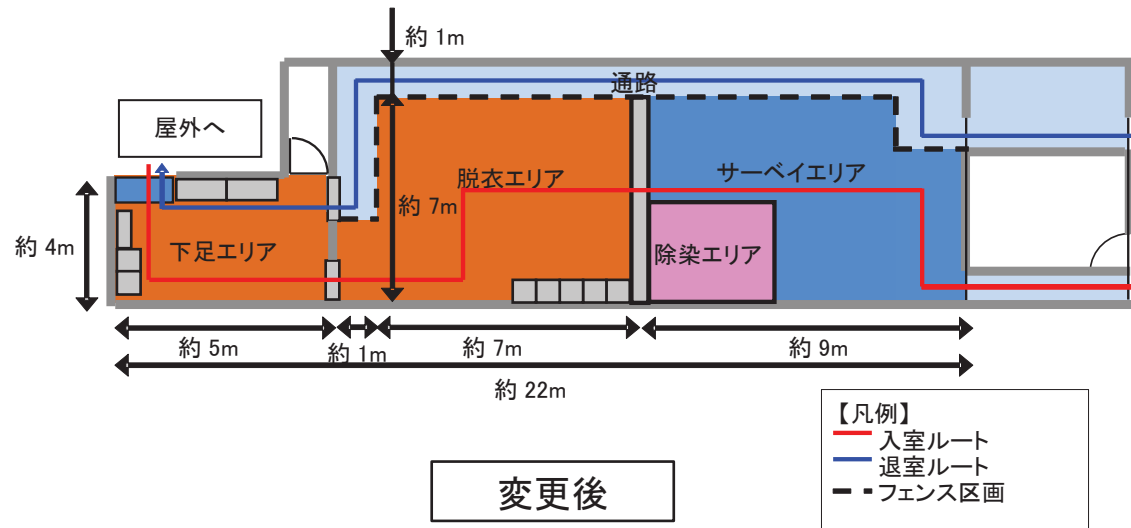 約 1m
通路
屋外へ
脱衣エリア
サーベイエリア
約 7m
約 4m
下足エリア
除染エリア
約 5m
約 1m
約 7m
約 9m
約 22m
【凡例】
入室ルート
退室ルート
フェンス区画
変更後